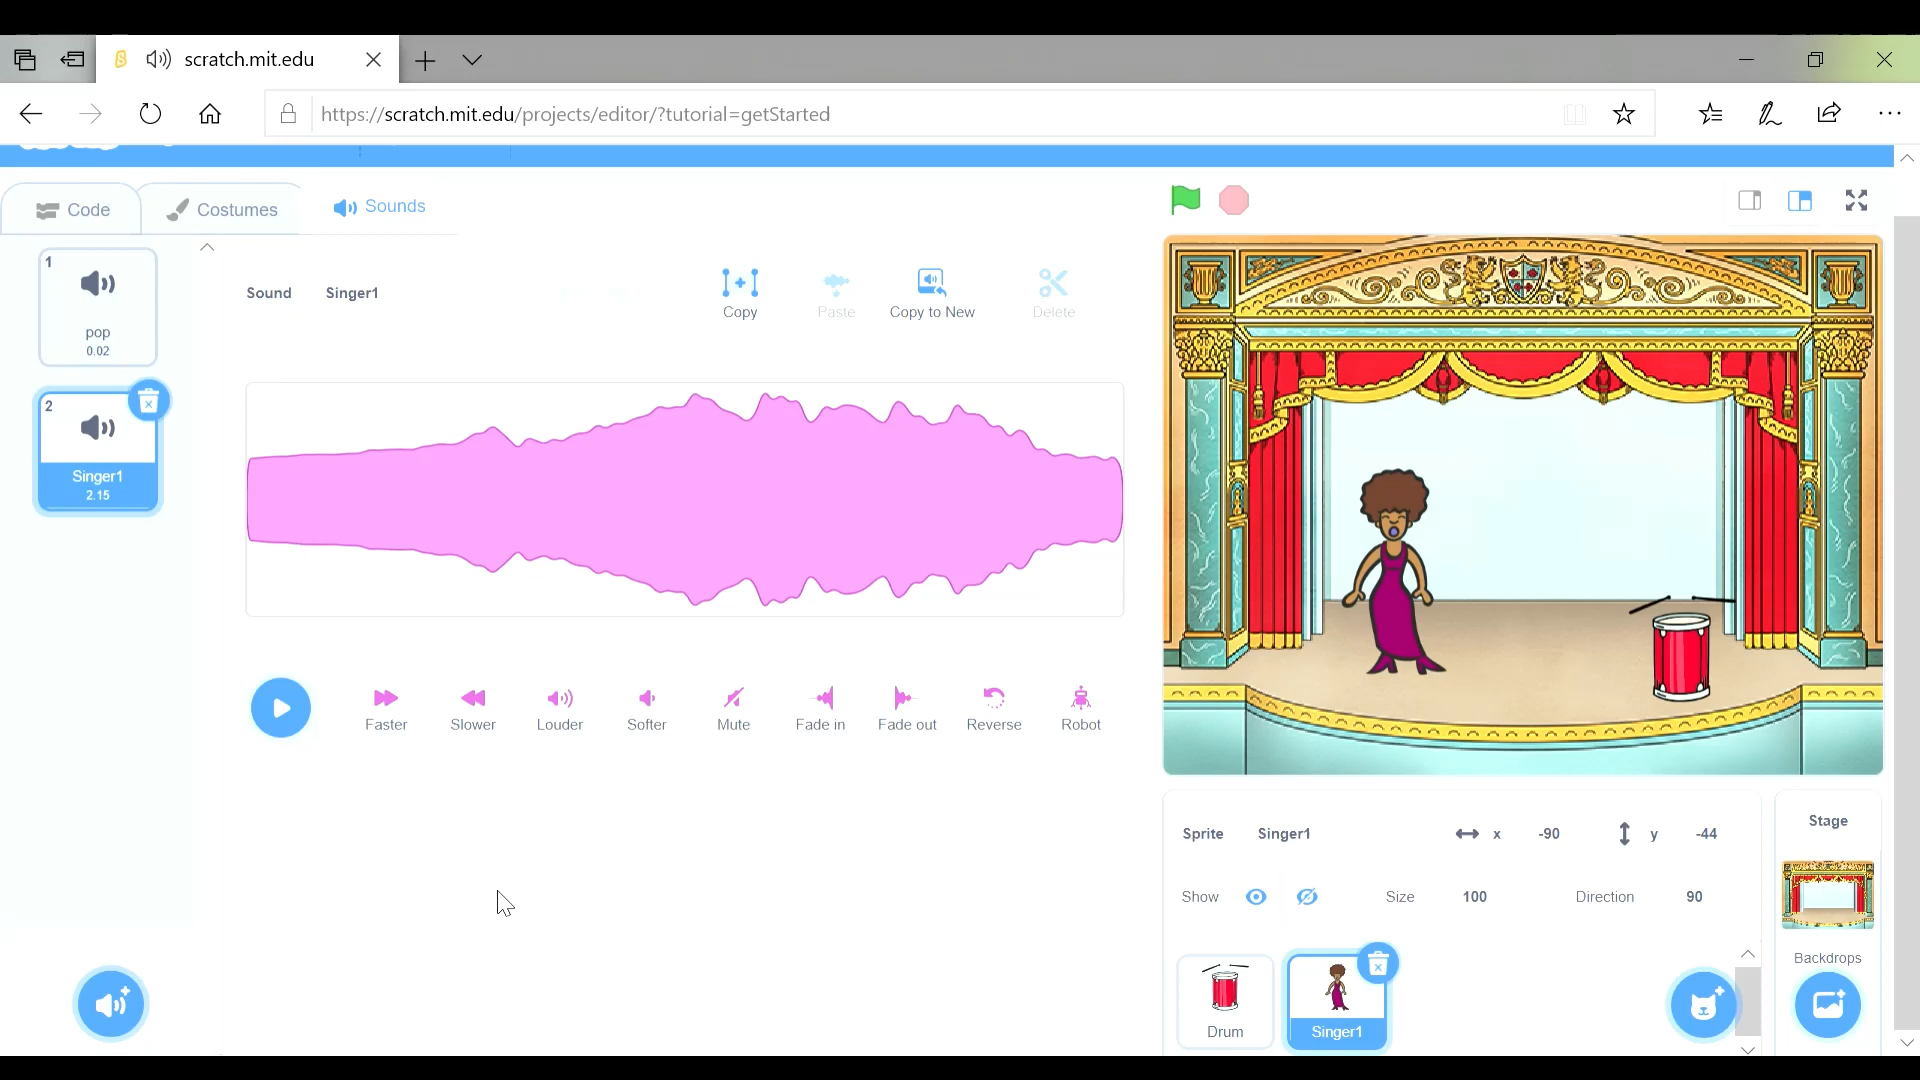 scratch.mit.edu
https://scratch.mit.edu/projects/editor/?tutorial=getStarted
Code
Costumes
Sounds
1
pop
0.02
2
Singer1
2.15
Sound
Singer1
Copy
Paste
Copy to New
Delete
Faster
Slower
Louder
Softer
Mute
Fade in
Fade out
Reverse
Robot
Sprite
Singer1
x
-90
y
-44
Show
Size
100
Direction
90
Drum
Singer1
Stage
Backdrops